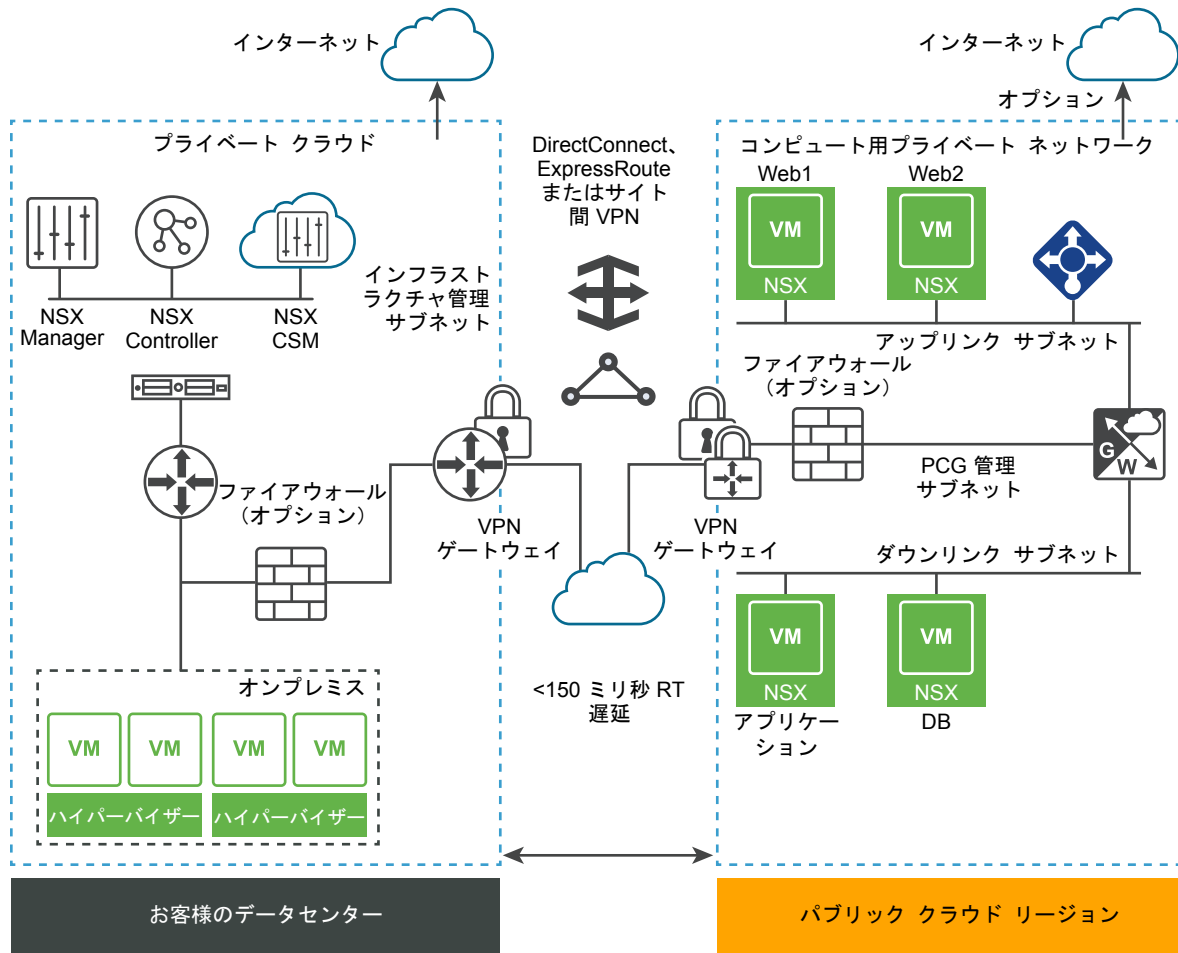 インターネット
プライベート クラウド
NSX
Manager
NSX
Controller
NSX
CSM
インフラスト
ラクチャ管理
サブネット
ファイアウォール
(オプション)
VPN
ゲートウェイ
オンプレミス
VM
VM
VM
VM
ハイパーバイザー
ハイパーバイザー
お客様のデータセンター
DirectConnect、
ExpressRoute
またはサイト
間 VPN
<150 ミリ秒 RT
遅延
インターネット
オプション
コンピュート用プライベート ネットワーク
Web1
Web2
VM
NSX
VM
NSX
アップリンク サブネット
ファイアウォール
(オプション)
G
W
PCG 管理
サブネット
VPN
ゲートウェイ
ダウンリンク サブネット
VM
NSX
VM
NSX
アプリケー
ション
DB
パブリック クラウド リージョン